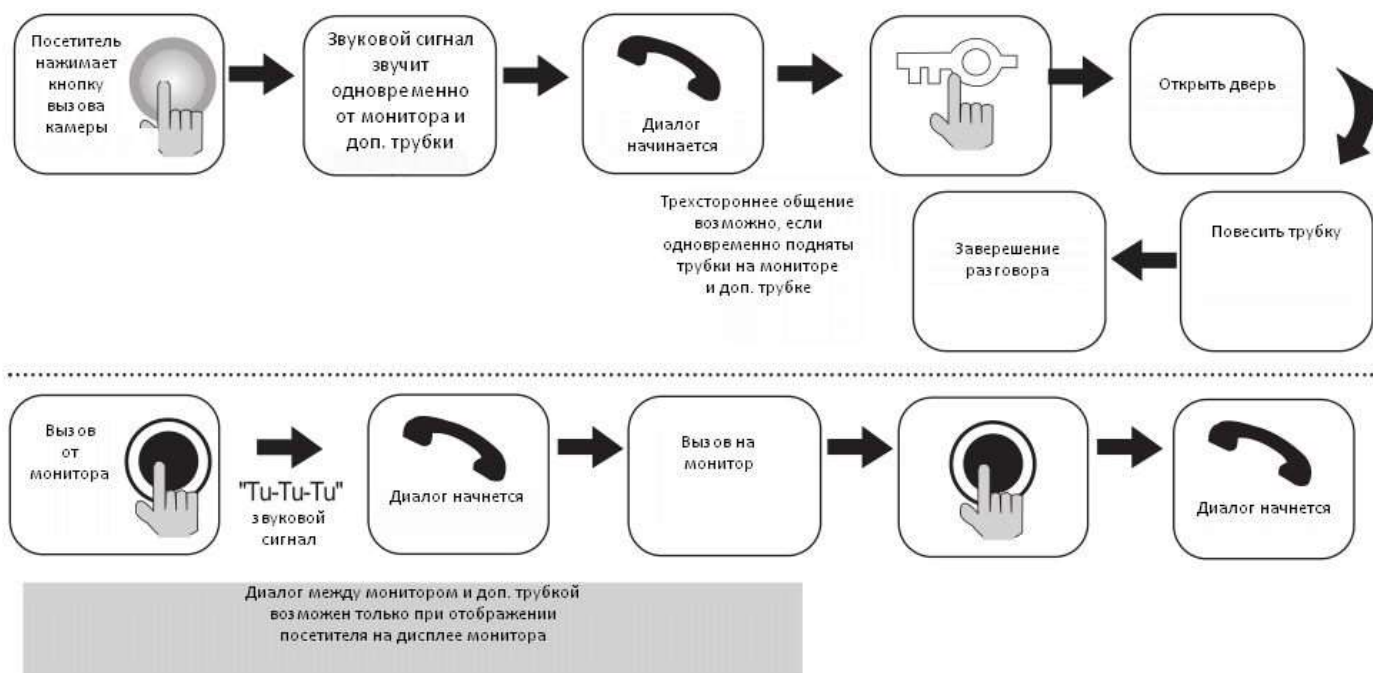 Посетитель
нажимает
кнопку
вызова
камеры
Звуковой сигнал
звучит
одновременно
от монитора и
доп. трубки
Диалог
начинается
Открыть дверь
Трехстороннее общение
возможно, если
одновременно подняты
трубки на мониторе
и доп. трубке
Заверешение
разговора
Повесить трубку
Вызов
от
монитора
"Tu-Tu-Tu"
звуковой
сигнал
Диалог начнется
Вызов на
монитор
Диалог начнется
Диалог между монитором и доп. трубкой
возможен только при отображении
посетителя на дисплее монитора